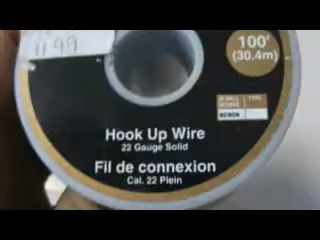 11 99
100'
(30.4m)
Hook Up Wire
22 Gauge Solid
Fil de connexion
Cal. 22 Plein